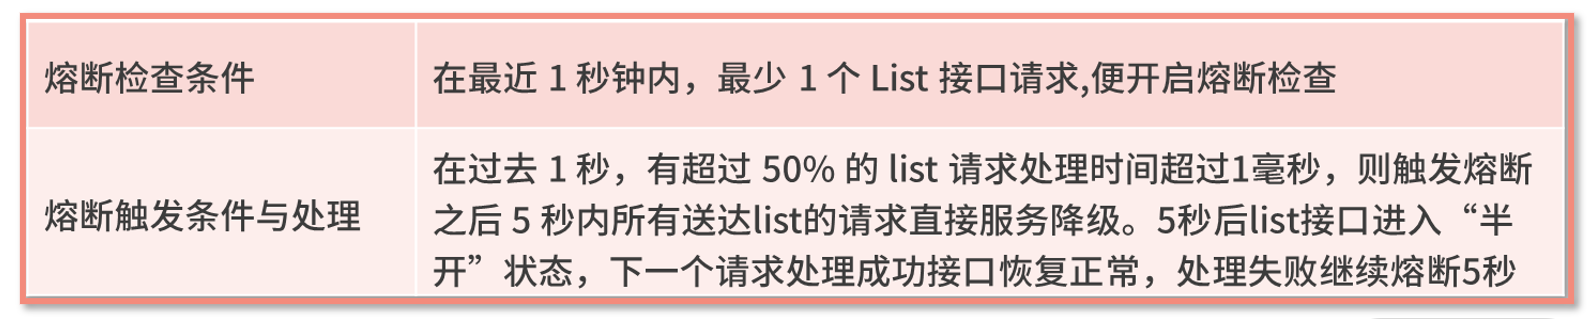 熔断检查条件
在最近 1 秒钟内，最少 1 个 List 接口请求,便开启熔断检查
熔断触发条件与处理
在过去 1 秒，有超过 50% 的 list 请求处理时间超过1毫秒，则触发熔断
之后 5 秒内所有送达list的请求直接服务降级。5秒后list接口进入“半
开”状态，下一个请求处理成功接口恢复正常，处理失败继续熔断5秒